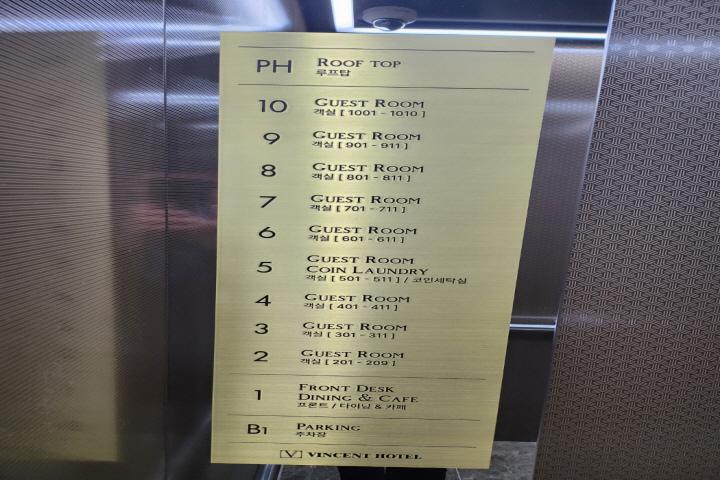 PH ROOF TOP
루프탑
10 GUEST ROOM
객실 [ 1001 - 1010 ]
9 GUEST ROOM
객실 [ 901 - 911 ]
8 GUEST ROOM
객실 [ 801 - 811 ]
7 GUEST ROOM
객실 [ 701 - 711 ]
6 GUEST ROOM
객실 [ 601 - 611 ]
5 GUEST ROOM
COIN LAUNDRY
객실 [ 501 - 511 ] / 코인세탁실
4 GUEST ROOM
객실 [ 401 - 411 ]
3 GUEST ROOM
객실 [ 301 - 311 ]
2 GUEST ROOM
객실 [ 201 - 209 ]
1 FRONT DESK
DINING & CAFE
프론트 / 다이닝 & 카페
B1 PARKING
주차장
V VINCENT HOTEL